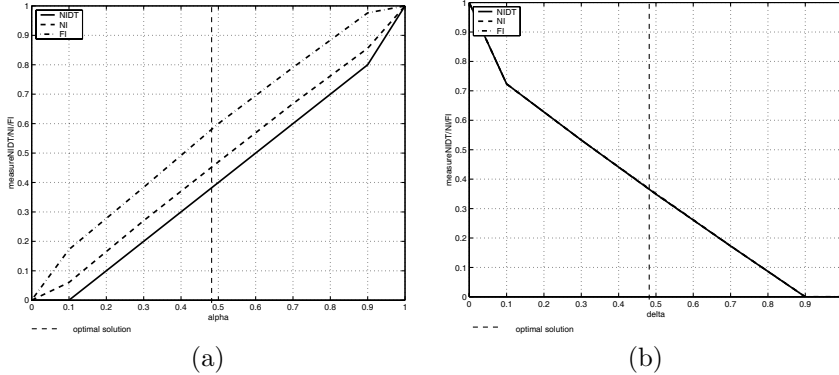 NIDT
NI
FI
measureNIDT/NI/FI
1
0.9
0.8
0.7
0.6
0.5
0.4
0.3
0.2
0.1
0
0 0.1 0.2 0.3 0.4 0.5 0.6 0.7 0.8 0.9 1
alpha
optimal solution
(a)
NIDT
NI
FI
measureNIDT/NI/FI
1
0.9
0.8
0.7
0.6
0.5
0.4
0.3
0.2
0.1
0
0 0.1 0.2 0.3 0.4 0.5 0.6 0.7 0.8 0.9
delta
optimal solution
(b)